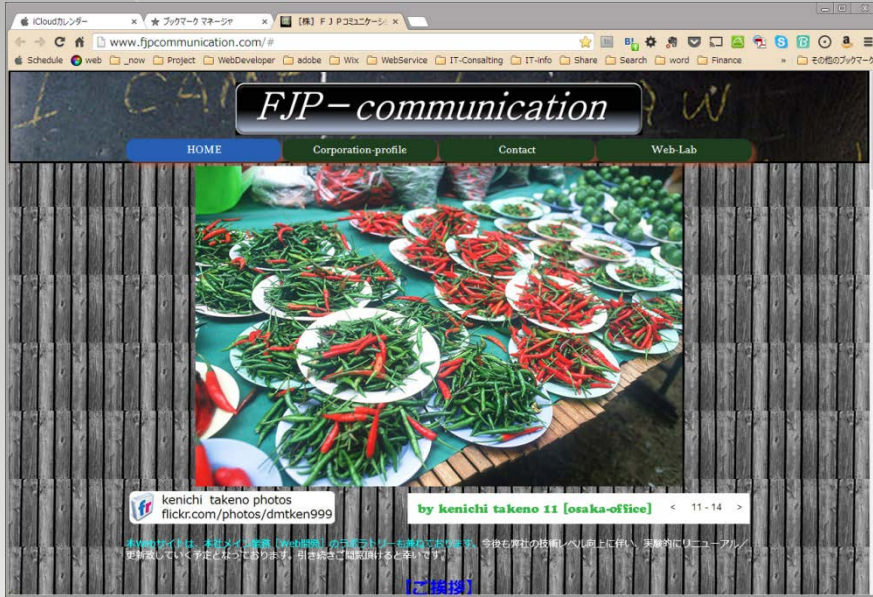 iCloudカレンダー
ブックマーク マネージャ
[株] ＦＪＰコミュニケーシ
www.fjpcommunication.com/#
Schedule web _now Project WebDeveloper adobe Wix WebService IT-Consalting IT-info Share Search word Finance » その他のブックマーク
I CAME AW
FJP－communication
HOME Corporation-profile Contact Web-Lab
kenichi takeno photos
flickr.com/photos/dmtken999
by kenichi takeno 11 [osaka-office] < 11 - 14 >
本Webサイトは、本社メイン業務［Web開発］のラボラトリーも兼ねております。今後も弊社の技術レベル向上に伴い、実験的にリニューアル／
更新致していく予定となっております。引き続きご閲覧頂けると幸いです。
【ご挨拶】